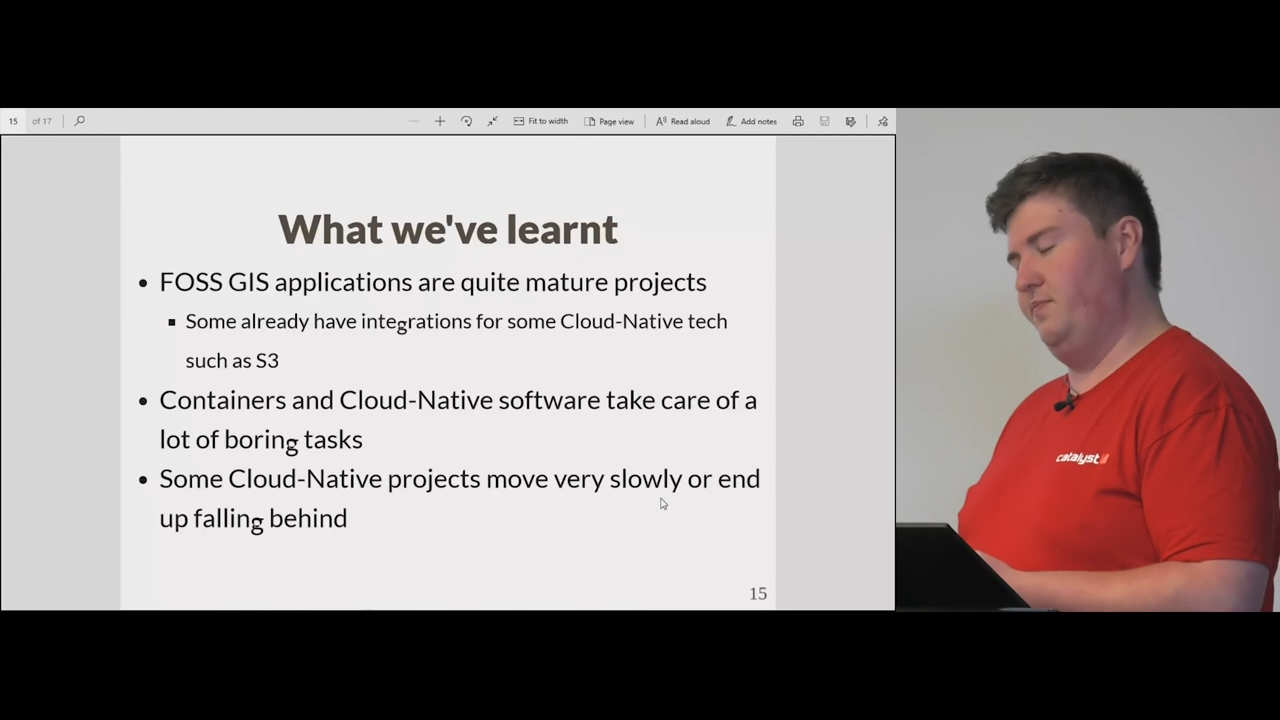 15 of 17 Fit to width Page view Read aloud Add notes
What we've learnt
FOSS GIS applications are quite mature projects
Some already have integrations for some Cloud-Native tech
such as S3
Containers and Cloud-Native software take care of a
lot of boring tasks
Some Cloud-Native projects move very slowly or end
up falling behind
15
catalyst